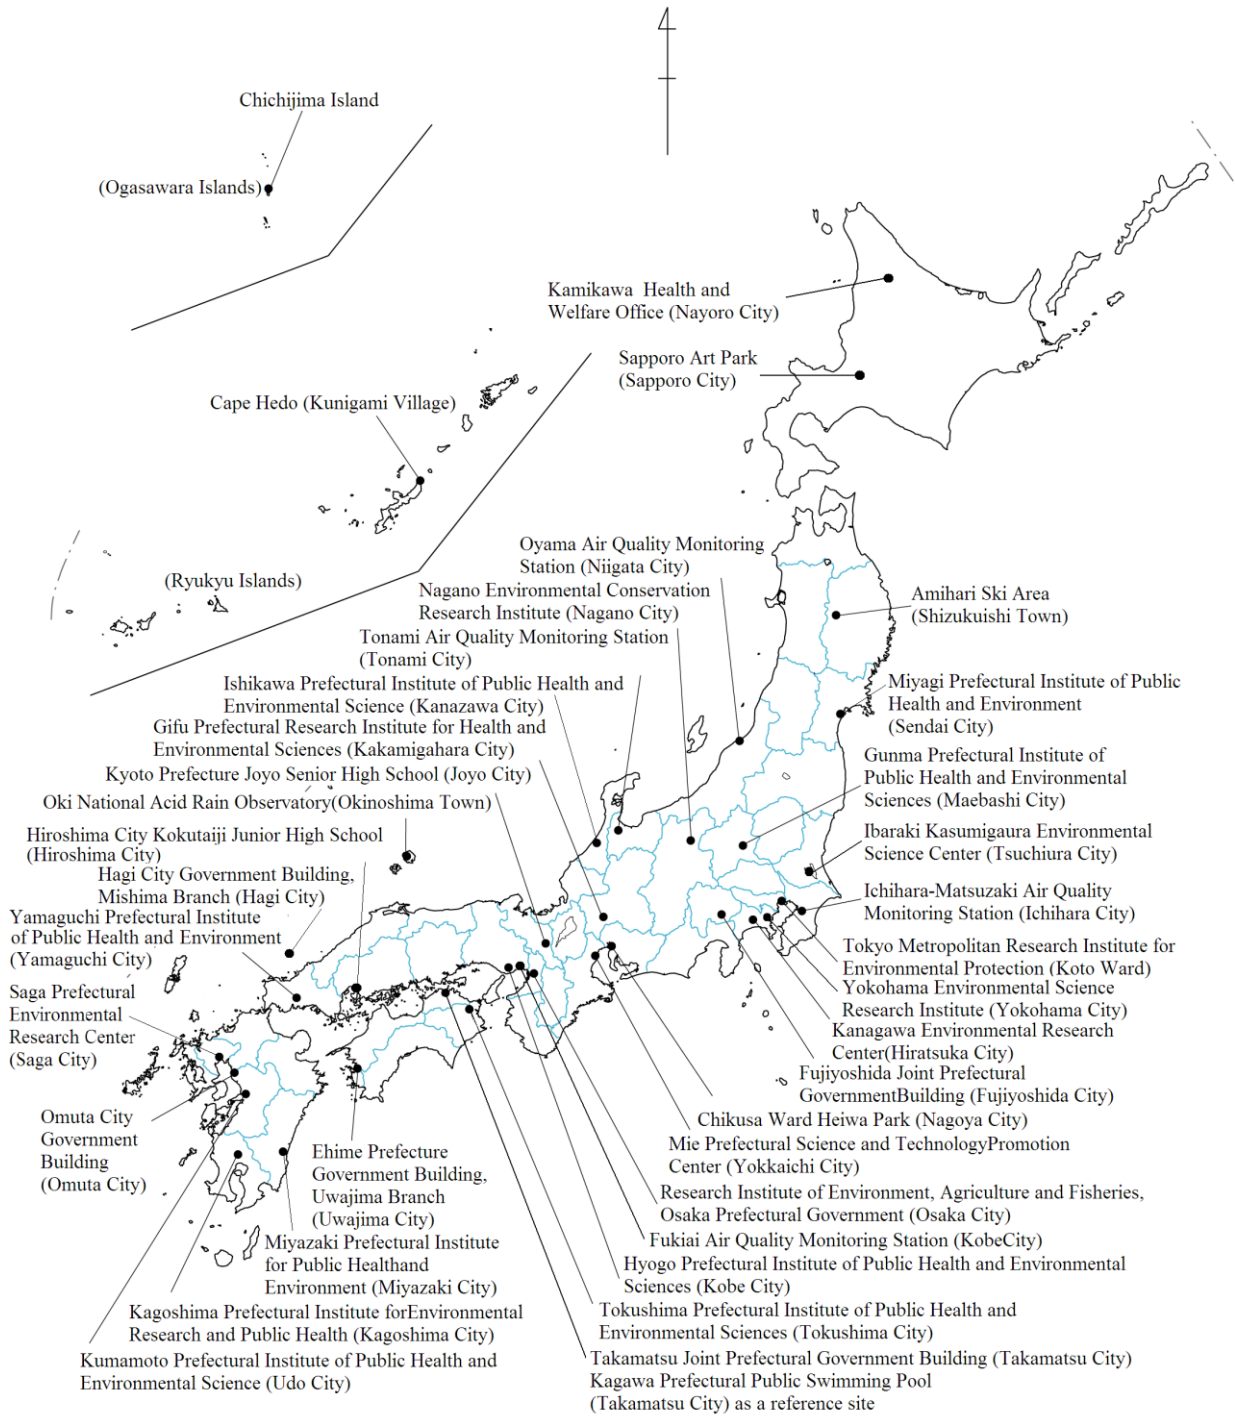 Chichijima Island
(Ogasawara Islands)
Kamikawa  Health and
Welfare Office (Nayoro City)
Sapporo Art Park
(Sapporo City)
Cape Hedo (Kunigami Village)
(Ryukyu Islands)
Oyama Air Quality Monitoring
Station (Niigata City)
Nagano Environmental Conservation
Research Institute (Nagano City)
Tonami Air Quality Monitoring Station
(Tonami City)
Ishikawa Prefectural Institute of Public Health and
Environmental Science (Kanazawa City)
Gifu Prefectural Research Institute for Health and
Environmental Sciences (Kakamigahara City)
Kyoto Prefecture Joyo Senior High School (Joyo City)
Oki National Acid Rain Observatory(Okinoshima Town)
Hiroshima City Kokutaiji Junior High School
(Hiroshima City)
Hagi City Government Building,
Mishima Branch (Hagi City)
Yamaguchi Prefectural Institute
of Public Health and Environment
(Yamaguchi City)
Saga Prefectural
Environmental
Research Center
(Saga City)
Omuta City
Government
Building
(Omuta City)
Ehime Prefecture
Government Building,
Uwajima Branch
(Uwajima City)
Miyazaki Prefectural Institute
for Public Healthand
Environment (Miyazaki City)
Kagoshima Prefectural Institute forEnvironmental
Research and Public Health (Kagoshima City)
Kumamoto Prefectural Institute of Public Health and
Environmental Science (Udo City)
Amihari Ski Area
(Shizukuishi Town)
Miyagi Prefectural Institute of Public
Health and Environment
(Sendai City)
Gunma Prefectural Institute of
Public Health and Environmental
Sciences (Maebashi City)
Ibaraki Kasumigaura Environmental
Science Center (Tsuchiura City)
Ichihara-Matsuzaki Air Quality
Monitoring Station (Ichihara City)
Tokyo Metropolitan Research Institute for
Environmental Protection (Koto Ward)
Yokohama Environmental Science
Research Institute (Yokohama City)
Kanagawa Environmental Research
Center(Hiratsuka City)
Fujiyoshida Joint Prefectural
GovernmentBuilding (Fujiyoshida City)
Chikusa Ward Heiwa Park (Nagoya City)
Mie Prefectural Science and TechnologyPromotion
Center (Yokkaichi City)
Research Institute of Environment, Agriculture and Fisheries,
Osaka Prefectural Government (Osaka City)
Fukiai Air Quality Monitoring Station (KobeCity)
Hyogo Prefectural Institute of Public Health and Environmental
Sciences (Kobe City)
Tokushima Prefectural Institute of Public Health and
Environmental Sciences (Tokushima City)
Takamatsu Joint Prefectural Government Building (Takamatsu City)
Kagawa Prefectural Public Swimming Pool
(Takamatsu City) as a reference site